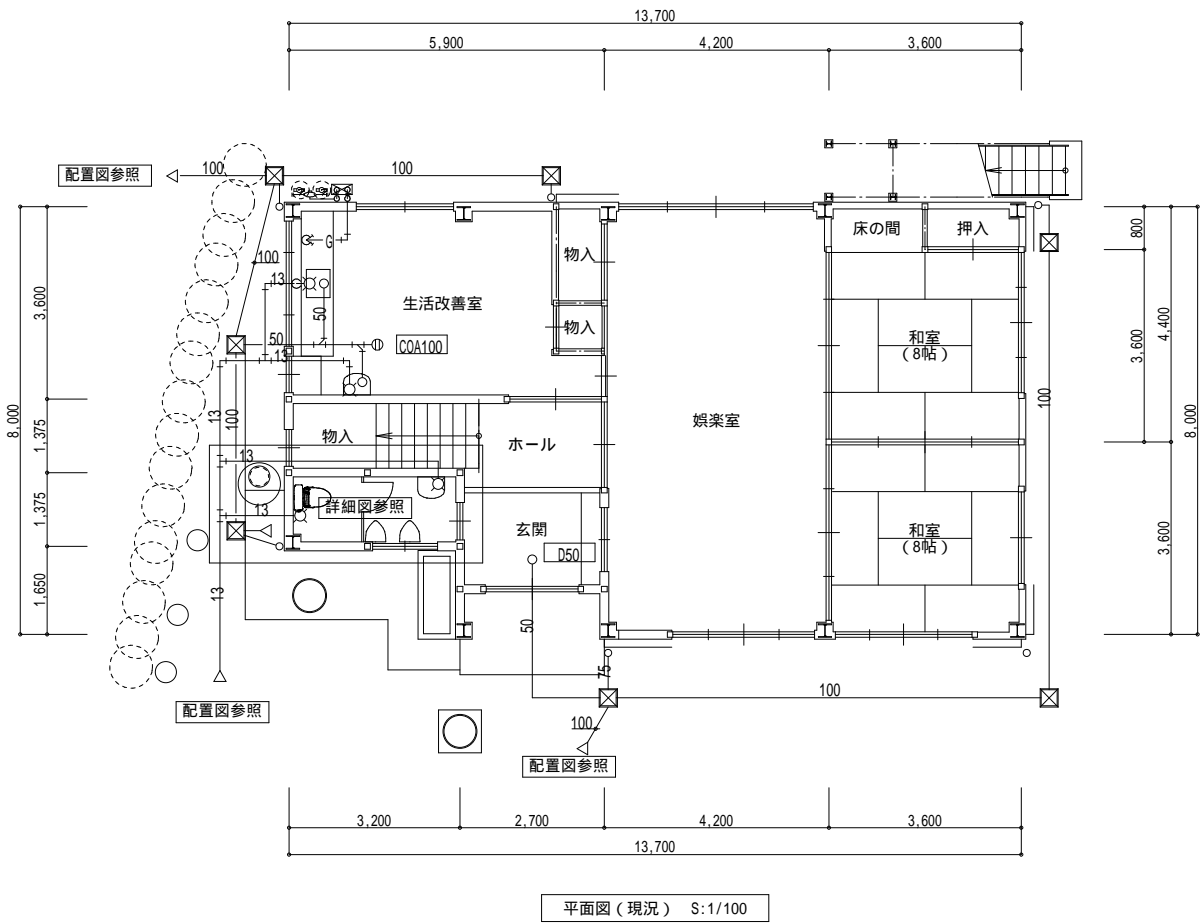 13,700
5,900 4,200 3,600
配置図参照
100 100
床の間 押入
物入
G
800
100
13
3,600
生活改善室
50
物入
和室
(8帖)
3,600
4,400
50
COA100
13
100
8,000
13
100
1,375
娯楽室
8,000
物入
ホール
13
1,375
13
詳細図参照
玄関
和室
(8帖)
3,600
D50
1,650
13
50
75
100
配置図参照
100
配置図参照
3,200 2,700 4,200 3,600
13,700
平面図(現況) S:1/100